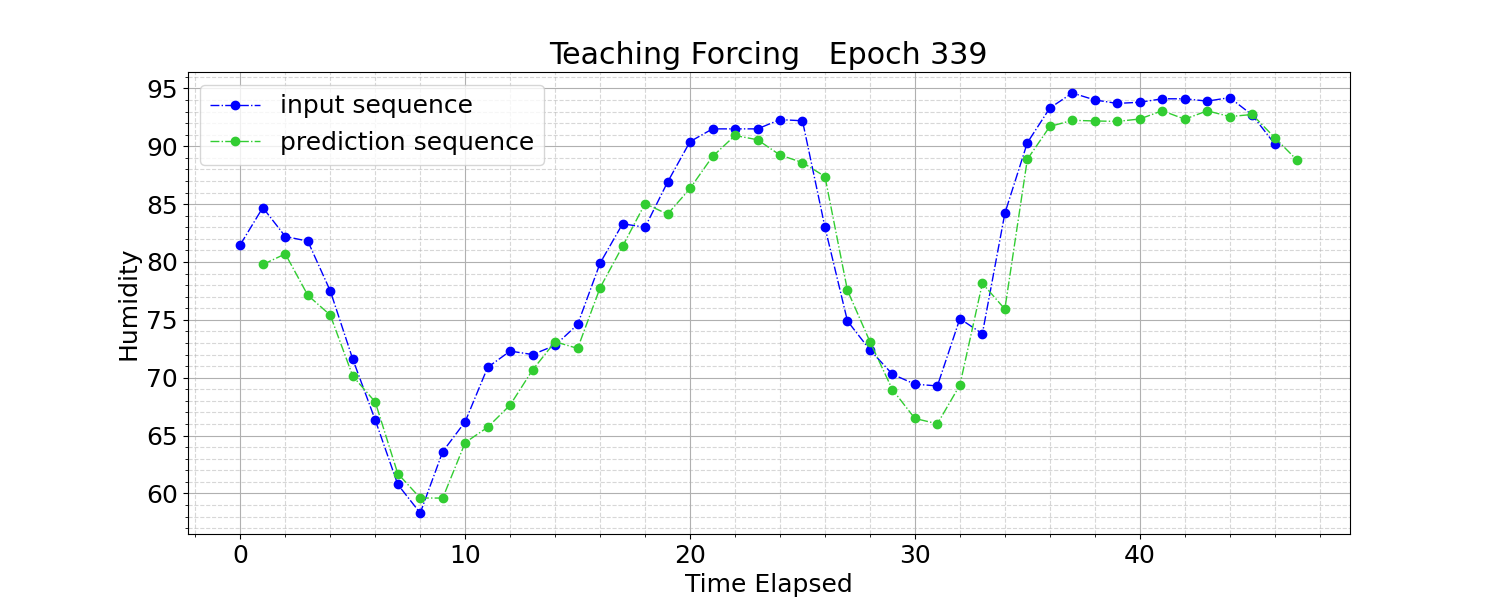 Teaching Forcing   Epoch 339
95
90
85
80
75
70
65
60
Humidity
input sequence
prediction sequence
0 10 20 30 40
Time Elapsed